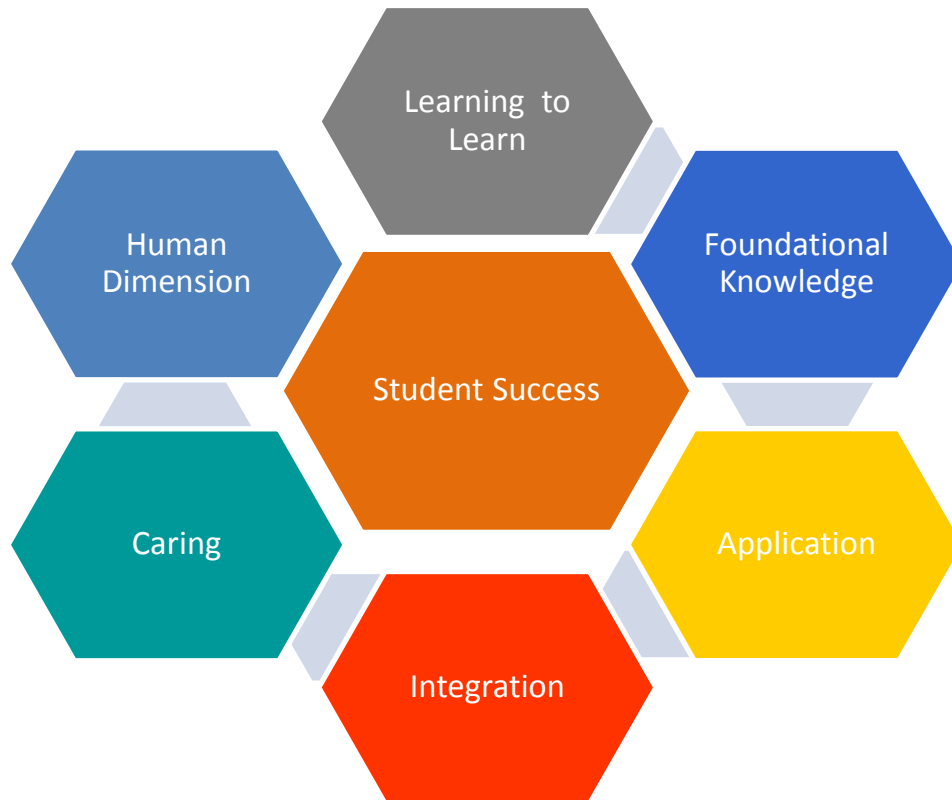 Learning to
Learn
Human
Dimension
Foundational
Knowledge
Student Success
Caring
Application
Integration